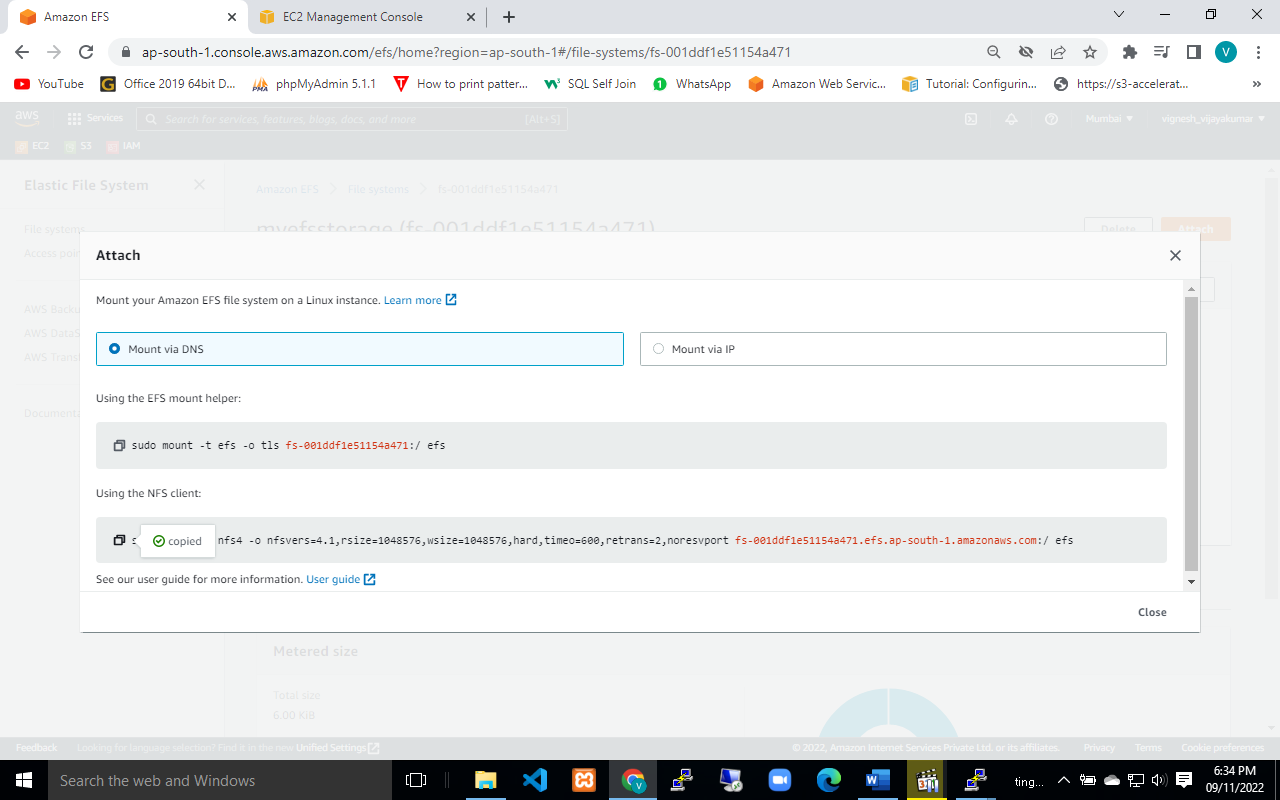 Amazon EFS
EC2 Management Console
ap-south-1.console.aws.amazon.com/efs/home?region=ap-south-1#/file-systems/fs-001ddf1e51154a471
V
YouTube
Office 2019 64bit D...
phpMyAdmin 5.1.1
How to print patter...
SQL Self Join
WhatsApp
Amazon Web Servic...
Tutorial: Configurin...
https://s3-accelerat...
aws
Services
Search for services, features, blogs, docs, and more
[Alt+S]
Mumbai
vignesh_vijayakumar
EC2
S3
IAM
Elastic File System
Amazon EFS
File systems
fs-001ddf1e51154a471
myefsstorage (fs-001ddf1e51154a471)
Delete
Attach
File systems
Access poin
AWS Backu
AWS DataS
AWS Transf
Documenta
Attach
Mount your Amazon EFS file system on a Linux instance. Learn more
Mount via DNS
Mount via IP
Using the EFS mount helper:
sudo mount -t efs -o tls fs-001ddf1e51154a471:/ efs
Using the NFS client:
s
copied
nfs4 -o nfsvers=4.1,rsize=1048576,wsize=1048576,hard,timeo=600,retrans=2,noresvport fs-001ddf1e51154a471.efs.ap-south-1.amazonaws.com:/ efs
See our user guide for more information. User guide
Close
Metered size
Total size
6.00 KiB
Feedback
Looking for language selection? Find it in the new Unified Settings
© 2022, Amazon Internet Services Private Ltd. or its affiliates.
Privacy
Terms
Cookie preferences
Search the web and Windows
ting...
6:34 PM
09/11/2022